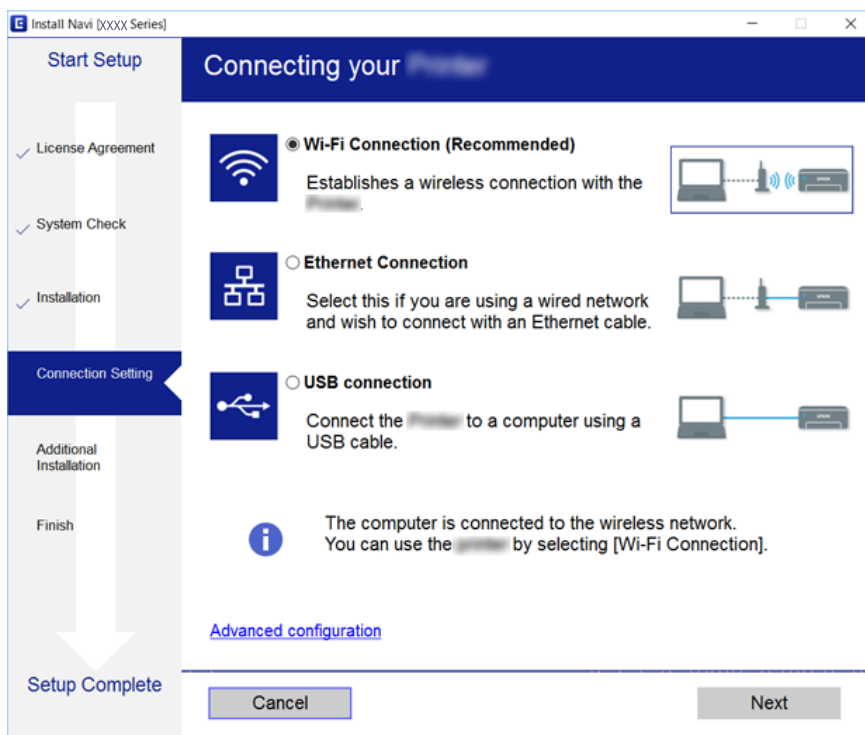 Install Navi [XXXX Series]
Start Setup
License Agreement
System Check
Installation
Connection Setting
Additional
Installation
Finish
Setup Complete
Connecting your
Wi-Fi Connection (Recommended)
Establishes a wireless connection with the
.
Ethernet Connection
Select this if you are using a wired network
and wish to connect with an Ethernet cable.
USB connection
Connect the to a computer using a
USB cable.
The computer is connected to the wireless network.
You can use the by selecting [Wi-Fi Connection].
Advanced configuration
Cancel
Next